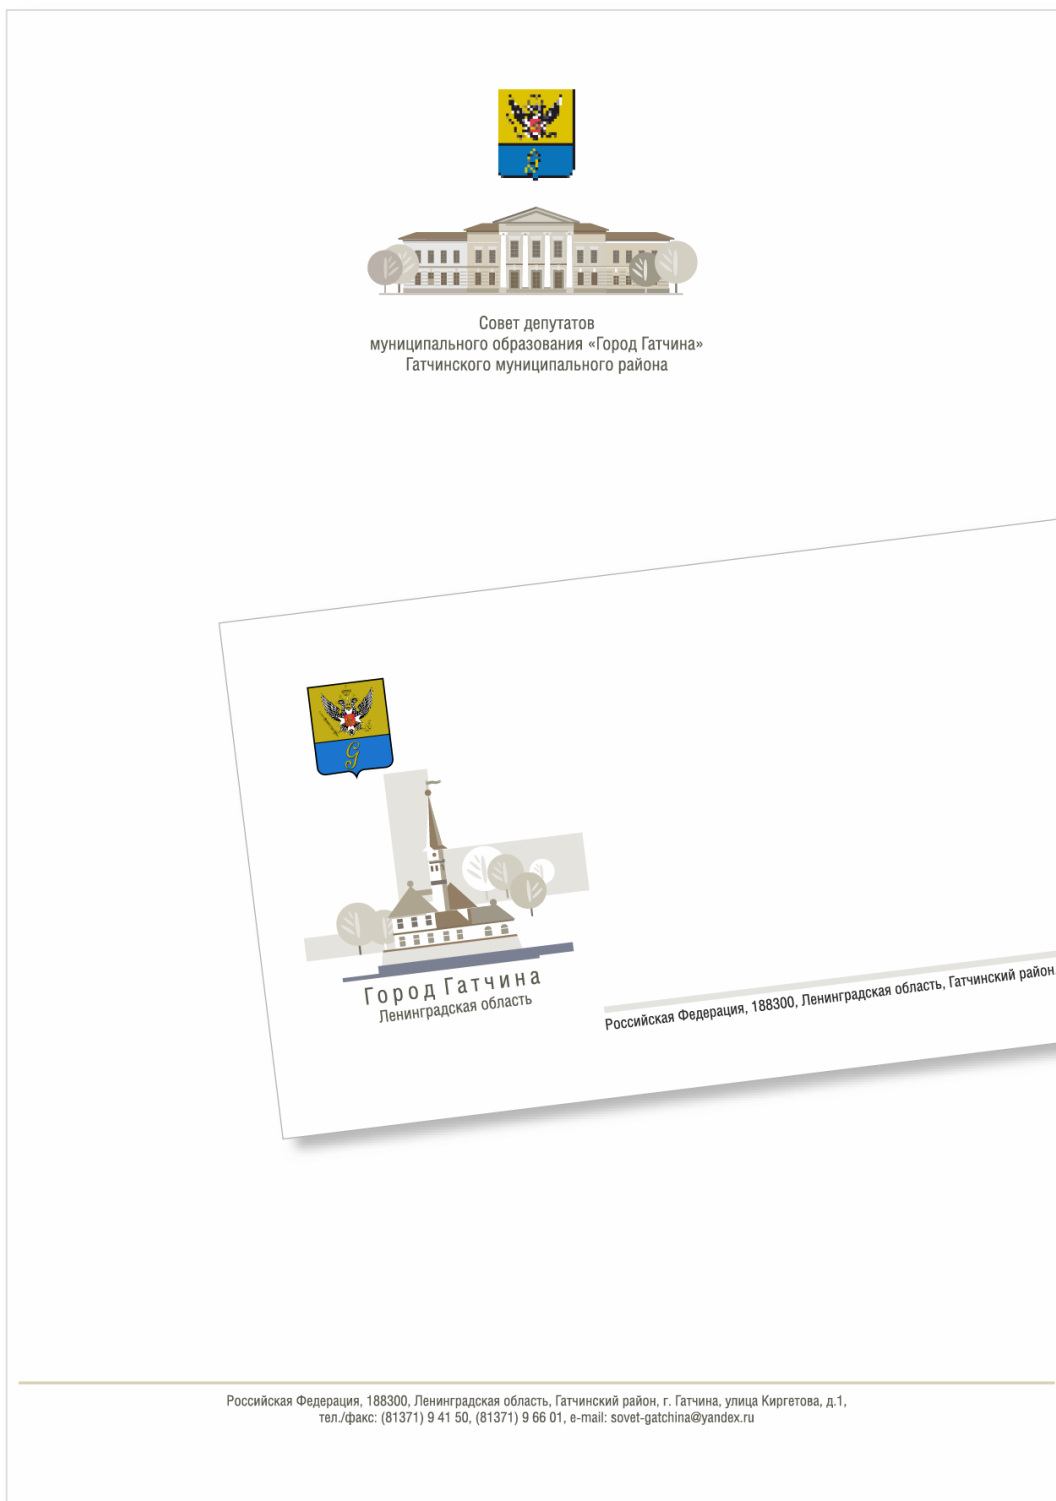 Совет депутатов
муниципального образования «Город Гатчина»
Гатчинского муниципального района
G
Город Гатчина
Ленинградская область
Российская Федерация, 188300, Ленинградская область, Гатчинский район,
Российская Федерация, 188300, Ленинградская область, Гатчинский район, г. Гатчина, улица Киргетова, д.1,
тел./факс: (81371) 9 41 50, (81371) 9 66 01, e-mail: sovet-gatchina@yandex.ru